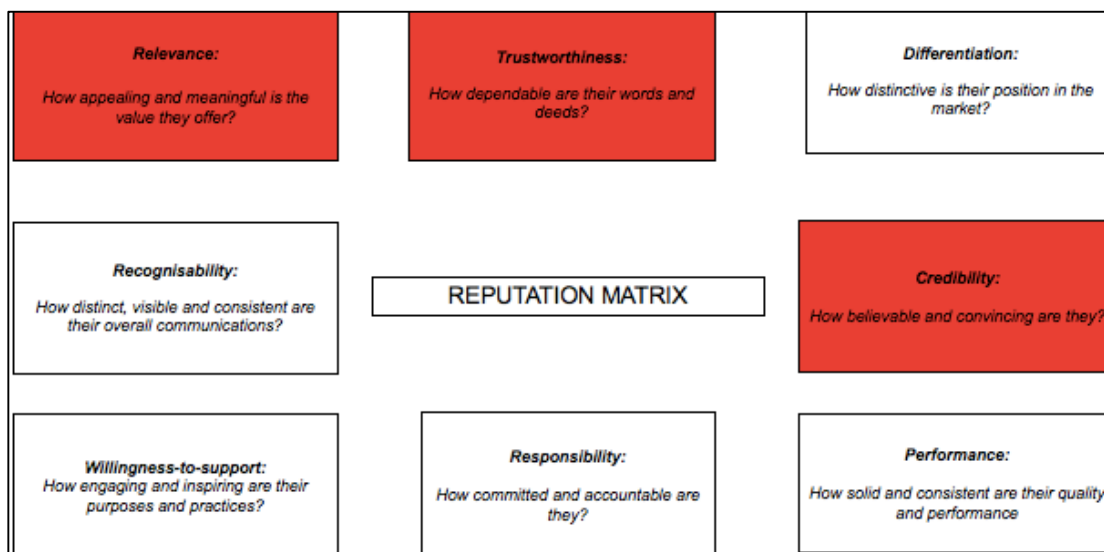 Relevance:
How appealing and meaningful is the
value they offer?
Trustworthiness:
How dependable are their words and
deeds?
Differentiation:
How distinctive is their position in the
market?
Recognisability:
How distinct, visible and consistent are
their overall communications?
REPUTATION MATRIX
Credibility:
How believable and convincing are they?
Willingness-to-support:
How engaging and inspiring are their
purposes and practices?
Responsibility:
How committed and accountable are
they?
Performance:
How solid and consistent are their quality
and performance